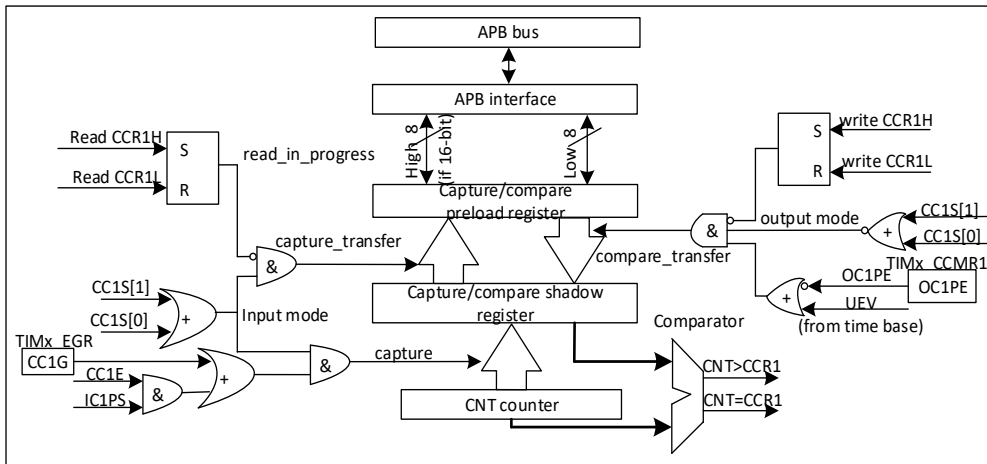 APB bus
APB interface
Read CCR1H
S
Read CCR1L
R
read_in_progress
High 8
(if 16-bit)
Low 8
S
write CCR1H
R
write CCR1L
Capture/compare
preload register
capture_transfer
&
compare_transfer
&
output mode
+
CC1S[1]
CC1S[0]
TIMx_CCMR1
OC1PE
OC1PE
+
UEV
(from time base)
CC1S[1]
CC1S[0]
+
Input mode
Capture/compare shadow
register
Comparator
TIMx_EGR
CC1G
CC1E
IC1PS
&
+
&
capture
CNT counter
CNT>CCR1
CNT=CCR1